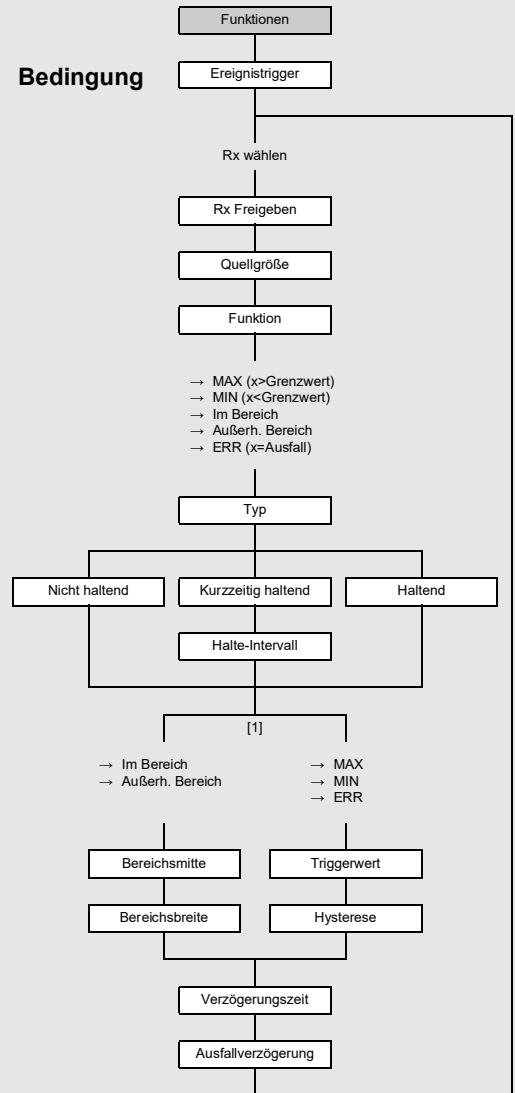 Funktionen
Bedingung
Ereignistrigger
Rx wählen
Rx Freigeben
Quellgröße
Funktion
→ MAX (x>Grenzwert)
→ MIN (x<Grenzwert)
→ Im Bereich
→ Außerh. Bereich
→ ERR (x=Ausfall)
Typ
Nicht haltend
Kurzzeitig haltend
Haltend
Halte-Intervall
[1]
→ Im Bereich
→ Außerh. Bereich
→ MAX
→ MIN
→ ERR
Bereichsmitte
Triggerwert
Bereichsbreite
Hysterese
Verzögerungszeit
Ausfallverzögerung